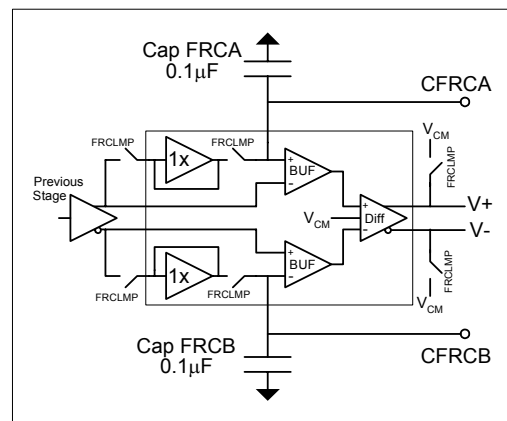 Cap FRCA
0.1μF
CFRCA
FRCLMP
FRCLMP
1x
+
-
BUF
V_CM
FRCLMP
Previous
Stage
V_CM
+
-
Diff
V+
V-
+
-
BUF
FRCLMP
1x
FRCLMP
FRCLMP
V_CM
Cap FRCB
0.1μF
CFRCB